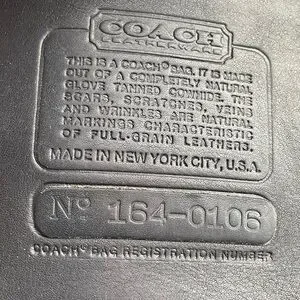 COACH
LEATHERWARE
THIS IS A COACH® BAG. IT IS MADE
OUT OF A COMPLETELY NATURAL
GLOVE TANNED COWHIDE. THE
SCARS, SCRATCHES, VEINS
AND WRINKLES ARE NATURAL
MARKINGS CHARACTERISTIC
OF FULL-GRAIN LEATHERS.
MADE IN NEW YORK CITY, U.S.A.
No 164-0106
COACH® BAG REGISTRATION NUMBER